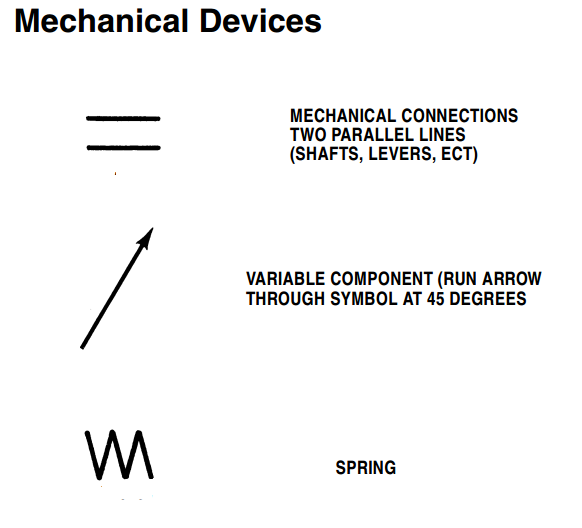 Mechanical Devices
MECHANICAL CONNECTIONS
TWO PARALLEL LINES
(SHAFTS, LEVERS, ECT)
VARIABLE COMPONENT (RUN ARROW
THROUGH SYMBOL AT 45 DEGREES
SPRING